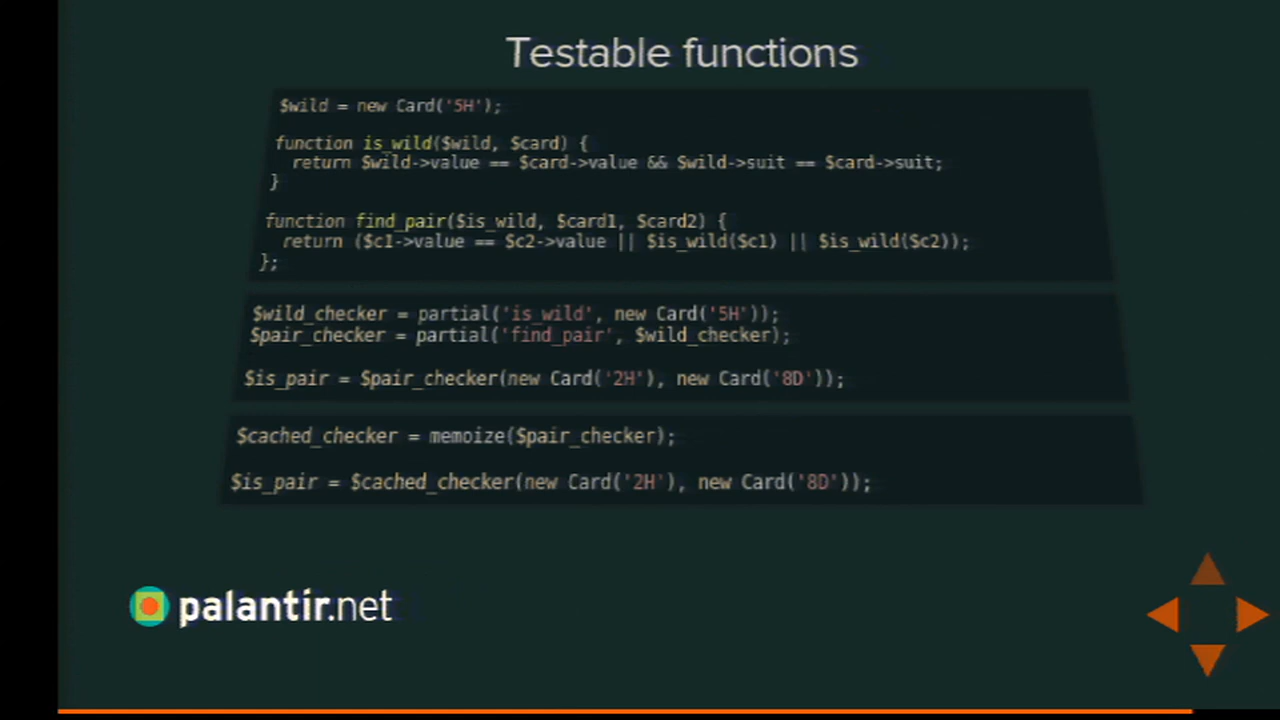 Testable functions
$wild = new Card('5H');
function is_wild($wild, $card) {
return $wild->value == $card->value && $wild->suit == $card->suit;
}
function find_pair($is_wild, $card1, $card2) {
return ($c1->value == $c2->value || $is_wild($c1) || $is_wild($c2));
};
$wild_checker = partial('is_wild', new Card('5H'));
$pair_checker = partial('find_pair', $wild_checker);
$is_pair = $pair_checker(new Card('2H'), new Card('8D'));
$cached_checker = memoize($pair_checker);
$is_pair = $cached_checker(new Card('2H'), new Card('8D'));
palantir.net